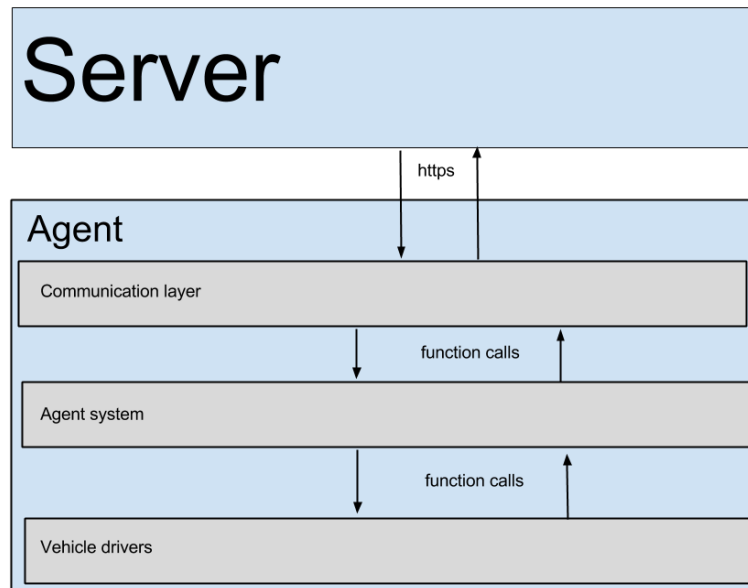 Server
https
Agent
Communication layer
function calls
Agent system
function calls
Vehicle drivers